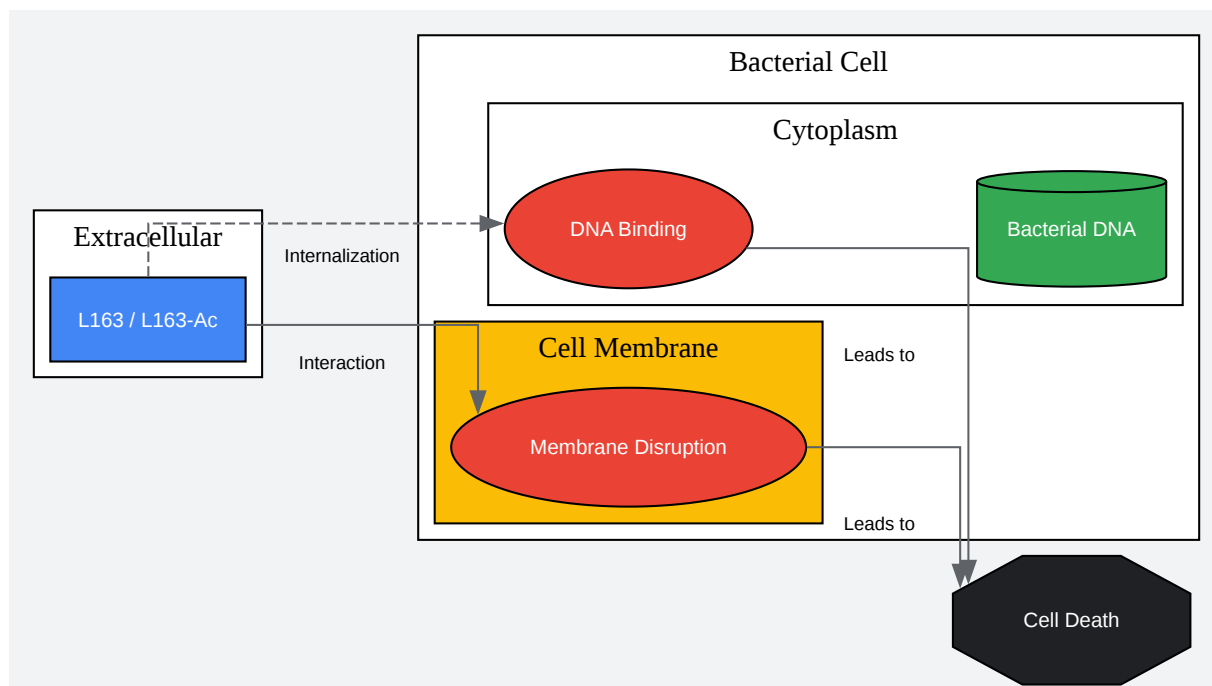 Bacterial Cell
Cytoplasm
DNA Binding
Bacterial DNA
Extracellular
Internalization
L163 / L163-Ac
Interaction
Cell Membrane
Leads to
Membrane Disruption
Leads to
Cell Death